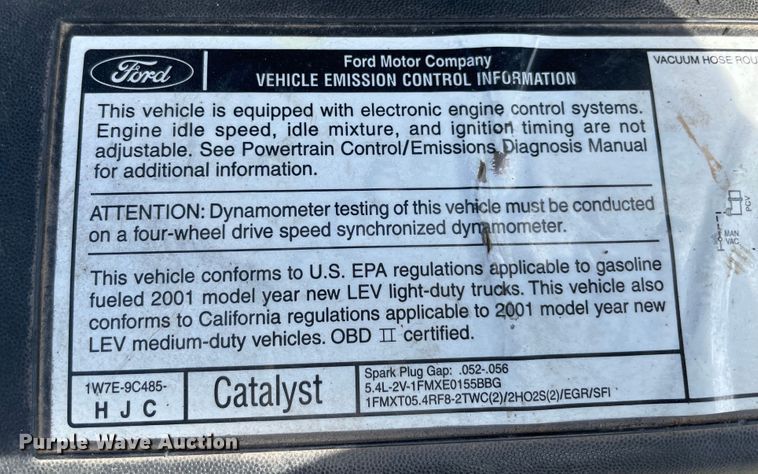 Ford
Ford Motor Company
VEHICLE EMISSION CONTROL INFORMATION
VACUUM HOSE ROU
This vehicle is equipped with electronic engine control systems.
Engine idle speed, idle mixture, and ignition timing are not
adjustable. See Powertrain Control/Emissions Diagnosis Manual
for additional information.
ATTENTION: Dynamometer testing of this vehicle must be conducted
on a four-wheel drive speed synchronized dynamometer.
PCV
MAN.
VAC
This vehicle conforms to U.S. EPA regulations applicable to gasoline
fueled 2001 model year new LEV light-duty trucks. This vehicle also
conforms to California regulations applicable to 2001 model year new
LEV medium-duty vehicles. OBD II certified.
1W7E-9C485-
HJC
Catalyst
Spark Plug Gap: .052-.056
5.4L-2V-1FMXE0155BBG
1FMXT05.4RF8-2TWC(2)/2HO2S(2)/EGR/SFI
Purple Wave Auction